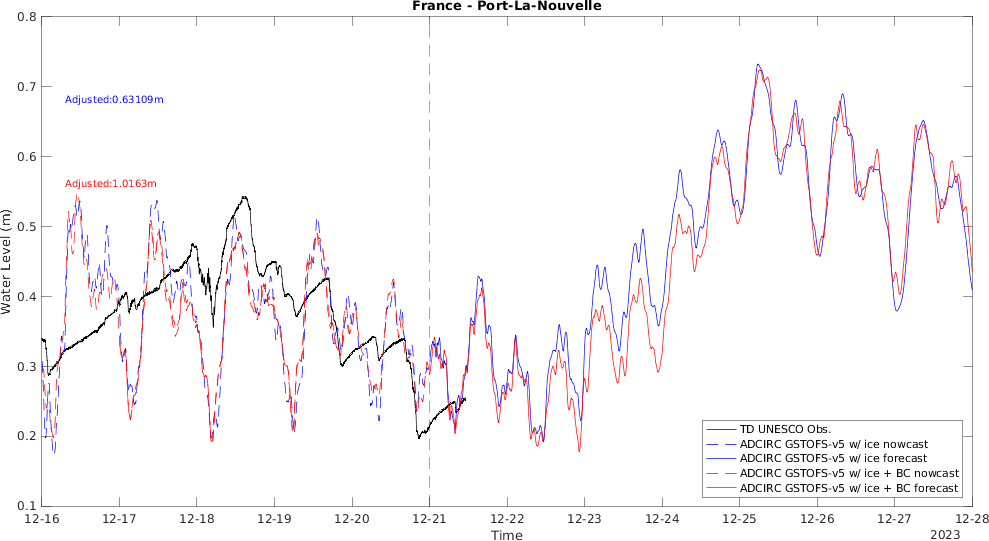 France - Port-La-Nouvelle
0.8
0.7
0.6
0.5
0.4
0.3
0.2
0.1
Water Level (m)
Adjusted:0.63109m
Adjusted:1.0163m
TD UNESCO Obs.
ADCIRC GSTOFS-v5 w/ ice nowcast
ADCIRC GSTOFS-v5 w/ ice forecast
ADCIRC GSTOFS-v5 w/ ice + BC nowcast
ADCIRC GSTOFS-v5 w/ ice + BC forecast
12-16 12-17 12-18 12-19 12-20 12-21 12-22 12-23 12-24 12-25 12-26 12-27 12-28
Time
2023